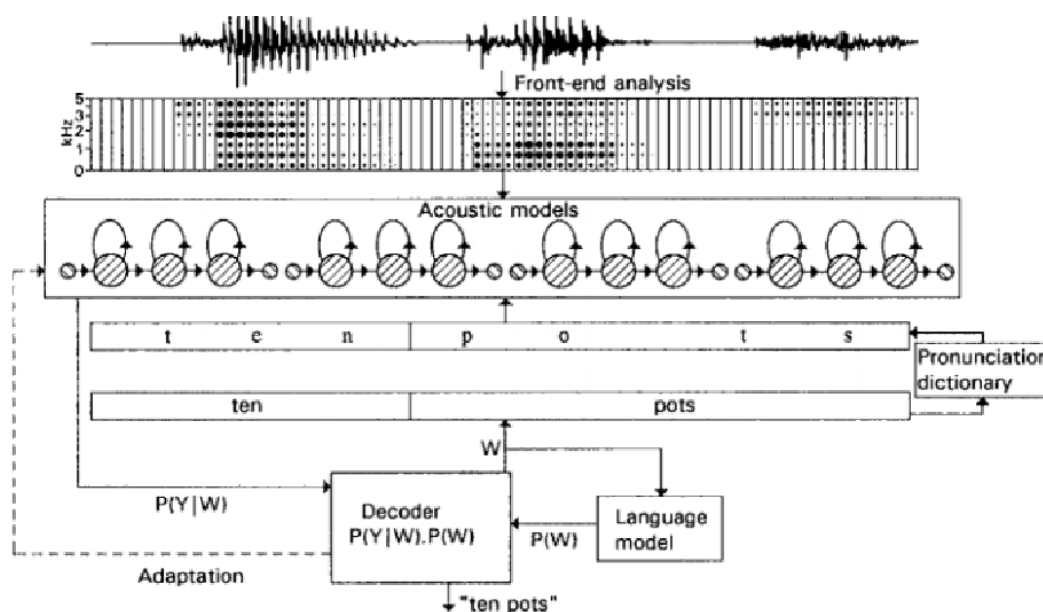 Front-end analysis
5
3
2
1
0
kHz
Acoustic models
t e n p o t s
Pronunciation
dictionary
ten pots
W
P(Y|W)
Decoder
P(Y|W).P(W)
P(W)
Language
model
Adaptation
"ten pots"